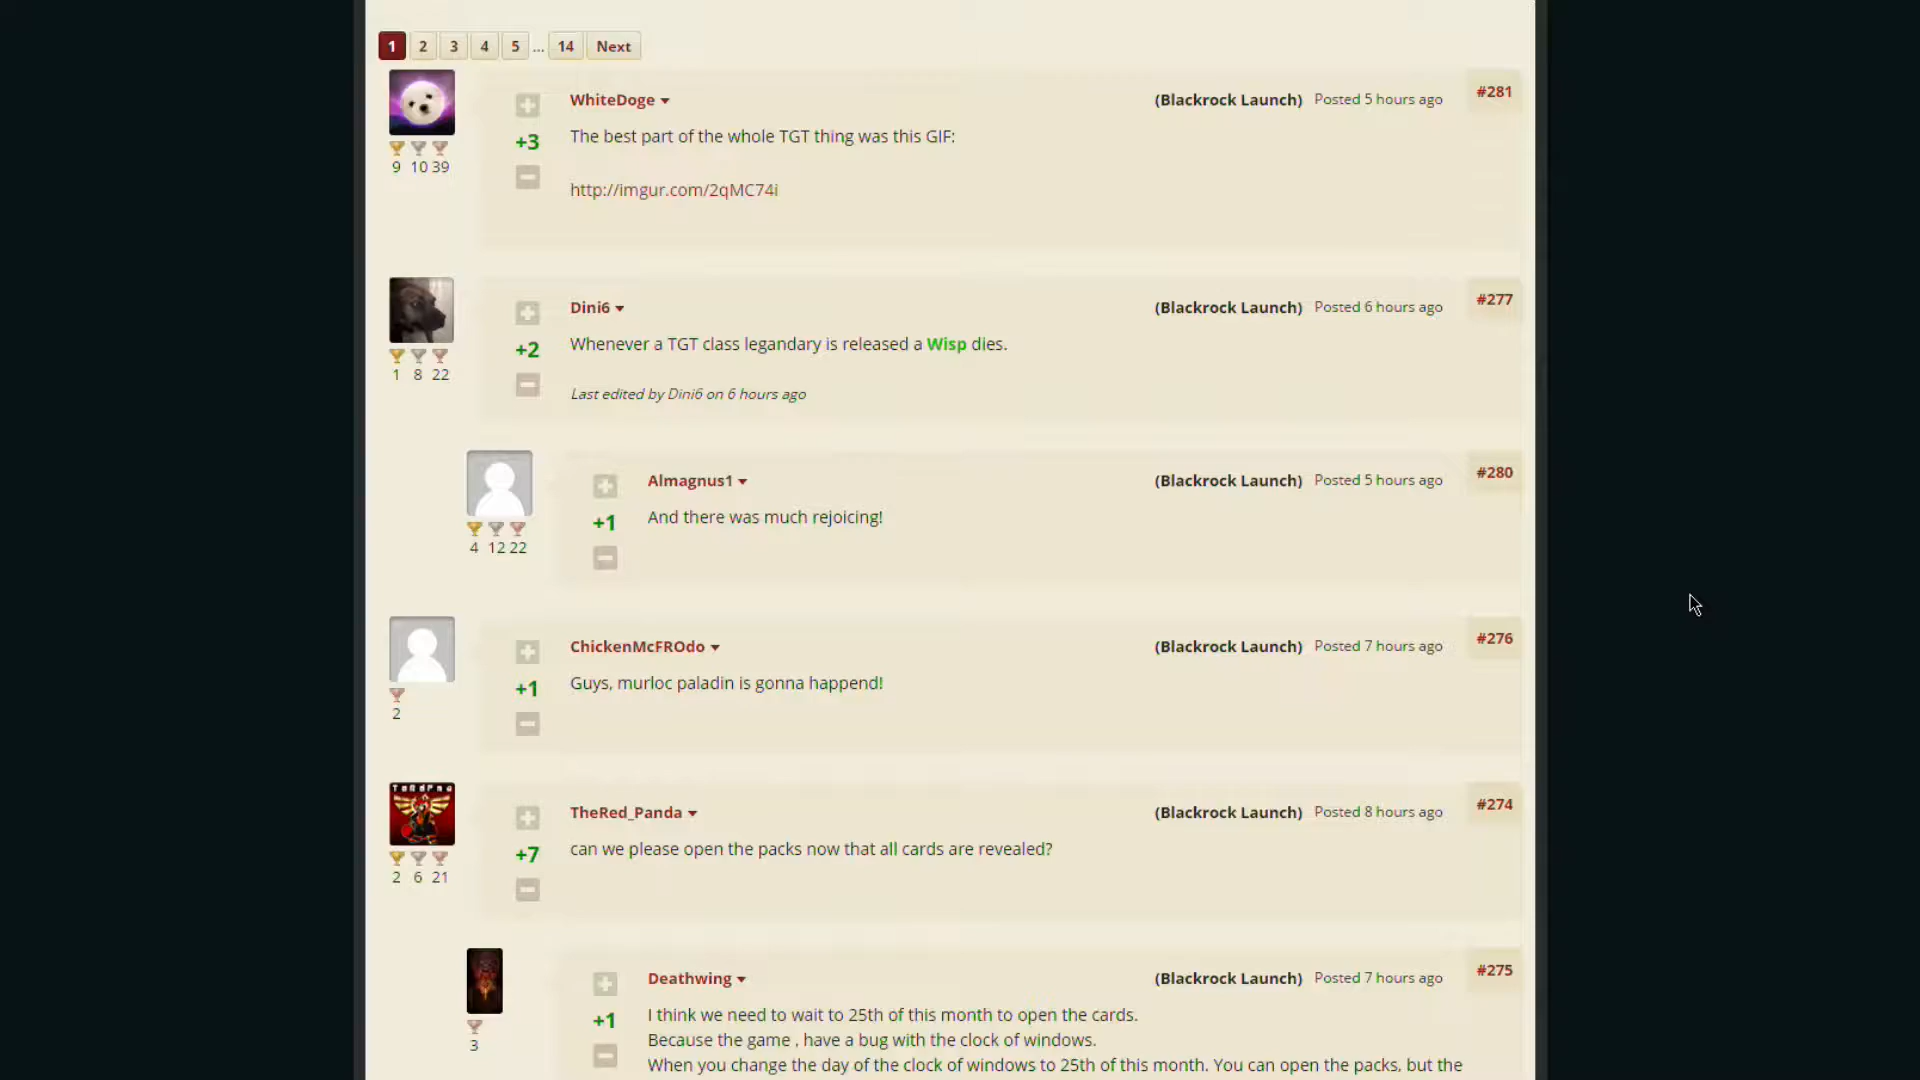 1 2 3 4 5 ... 14 Next
WhiteDoge (Blackrock Launch) Posted 5 hours ago #281
+3 The best part of the whole TGT thing was this GIF:
9 10 39
http://imgur.com/2qMC74i
Dini6 (Blackrock Launch) Posted 6 hours ago #277
+2 Whenever a TGT class legandary is released a Wisp dies.
1 8 22
Last edited by Dini6 on 6 hours ago
Almagnus1 (Blackrock Launch) Posted 5 hours ago #280
+1 And there was much rejoicing!
4 12 22
ChickenMcFROdo (Blackrock Launch) Posted 7 hours ago #276
+1 Guys, murloc paladin is gonna happend!
2
TheRed_Panda (Blackrock Launch) Posted 8 hours ago #274
+7 can we please open the packs now that all cards are revealed?
2 6 21
Deathwing (Blackrock Launch) Posted 7 hours ago #275
+1 I think we need to wait to 25th of this month to open the cards.
3 Because the game , have a bug with the clock of windows.
When you change the day of the clock of windows to 25th of this month. You can open the packs, but the